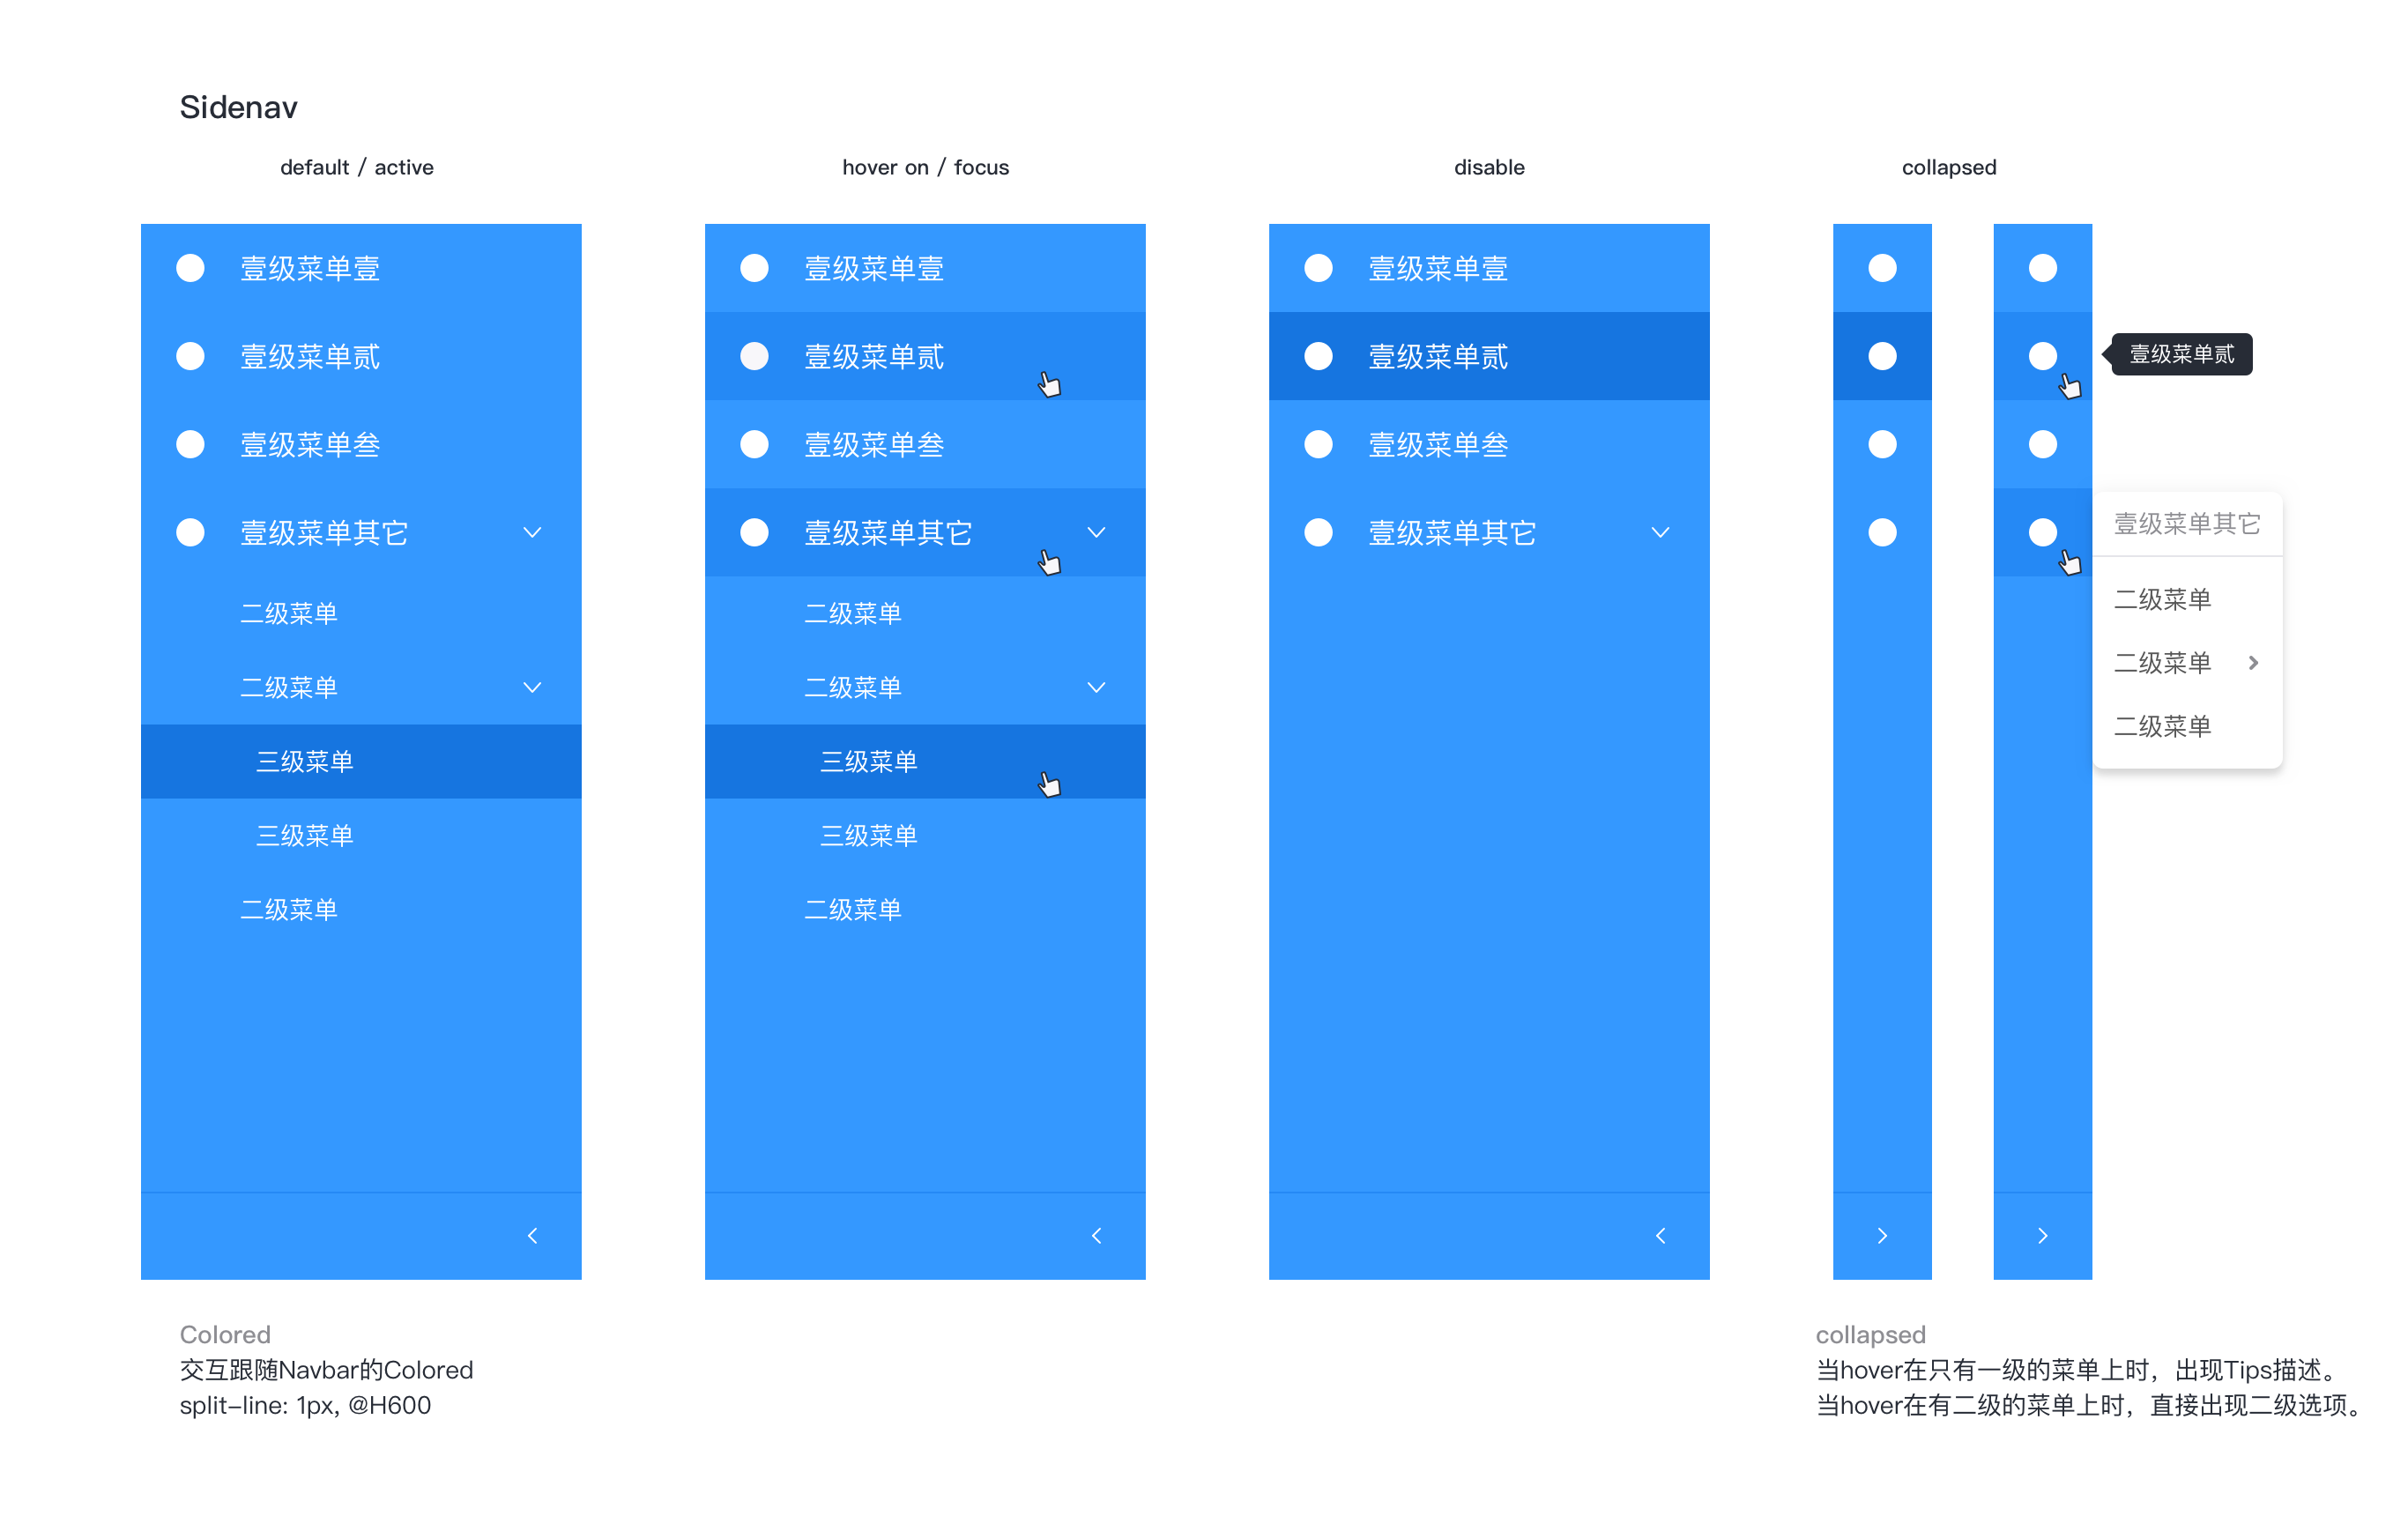 Sidenav
default / active
hover on / focus
disable
collapsed
壹级菜单壹
壹级菜单贰
壹级菜单叁
壹级菜单其它
二级菜单
二级菜单
三级菜单
三级菜单
二级菜单
壹级菜单壹
壹级菜单贰
壹级菜单叁
壹级菜单其它
二级菜单
二级菜单
三级菜单
三级菜单
二级菜单
壹级菜单壹
壹级菜单贰
壹级菜单叁
壹级菜单其它
壹级菜单贰
壹级菜单其它
二级菜单
二级菜单
二级菜单
Colored
交互跟随Navbar的Colored
split-line: 1px, @H600
collapsed
当hover在只有一级的菜单上时，出现Tips描述。
当hover在有二级的菜单上时，直接出现二级选项。